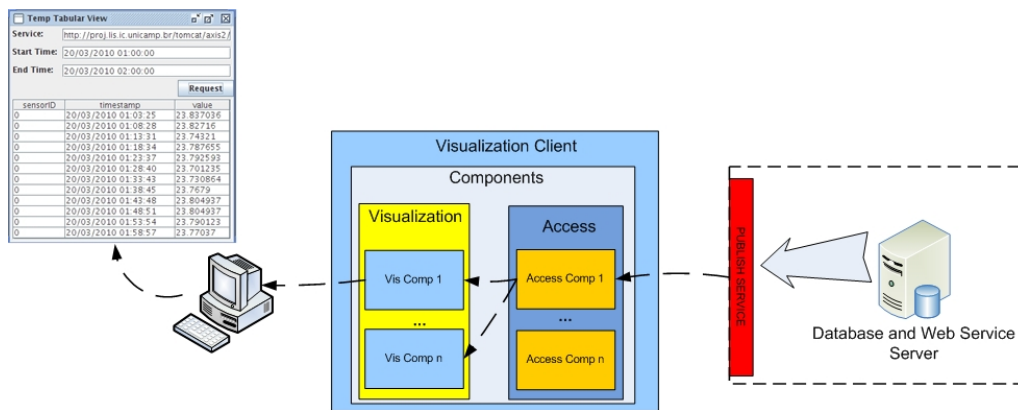 Temp Tabular View
Service: http://proj.lis.ic.unicamp.br/tomcat/axis2/
Start Time: 20/03/2010 01:00:00
End Time: 20/03/2010 02:00:00
Request
sensorID timestamp value
0 20/03/2010 01:03:25 23.837036
0 20/03/2010 01:08:28 23.82716
0 20/03/2010 01:13:31 23.74321
0 20/03/2010 01:18:34 23.787655
0 20/03/2010 01:23:37 23.792593
0 20/03/2010 01:28:40 23.701235
0 20/03/2010 01:33:43 23.730864
0 20/03/2010 01:38:45 23.7679
0 20/03/2010 01:43:48 23.804937
0 20/03/2010 01:48:51 23.804937
0 20/03/2010 01:53:54 23.790123
0 20/03/2010 01:58:57 23.77037
Visualization Client
Components
Visualization
Vis Comp 1
...
Vis Comp n
Access
Access Comp 1
...
Access Comp n
PUBLISH SERVICE
Database and Web Service
Server